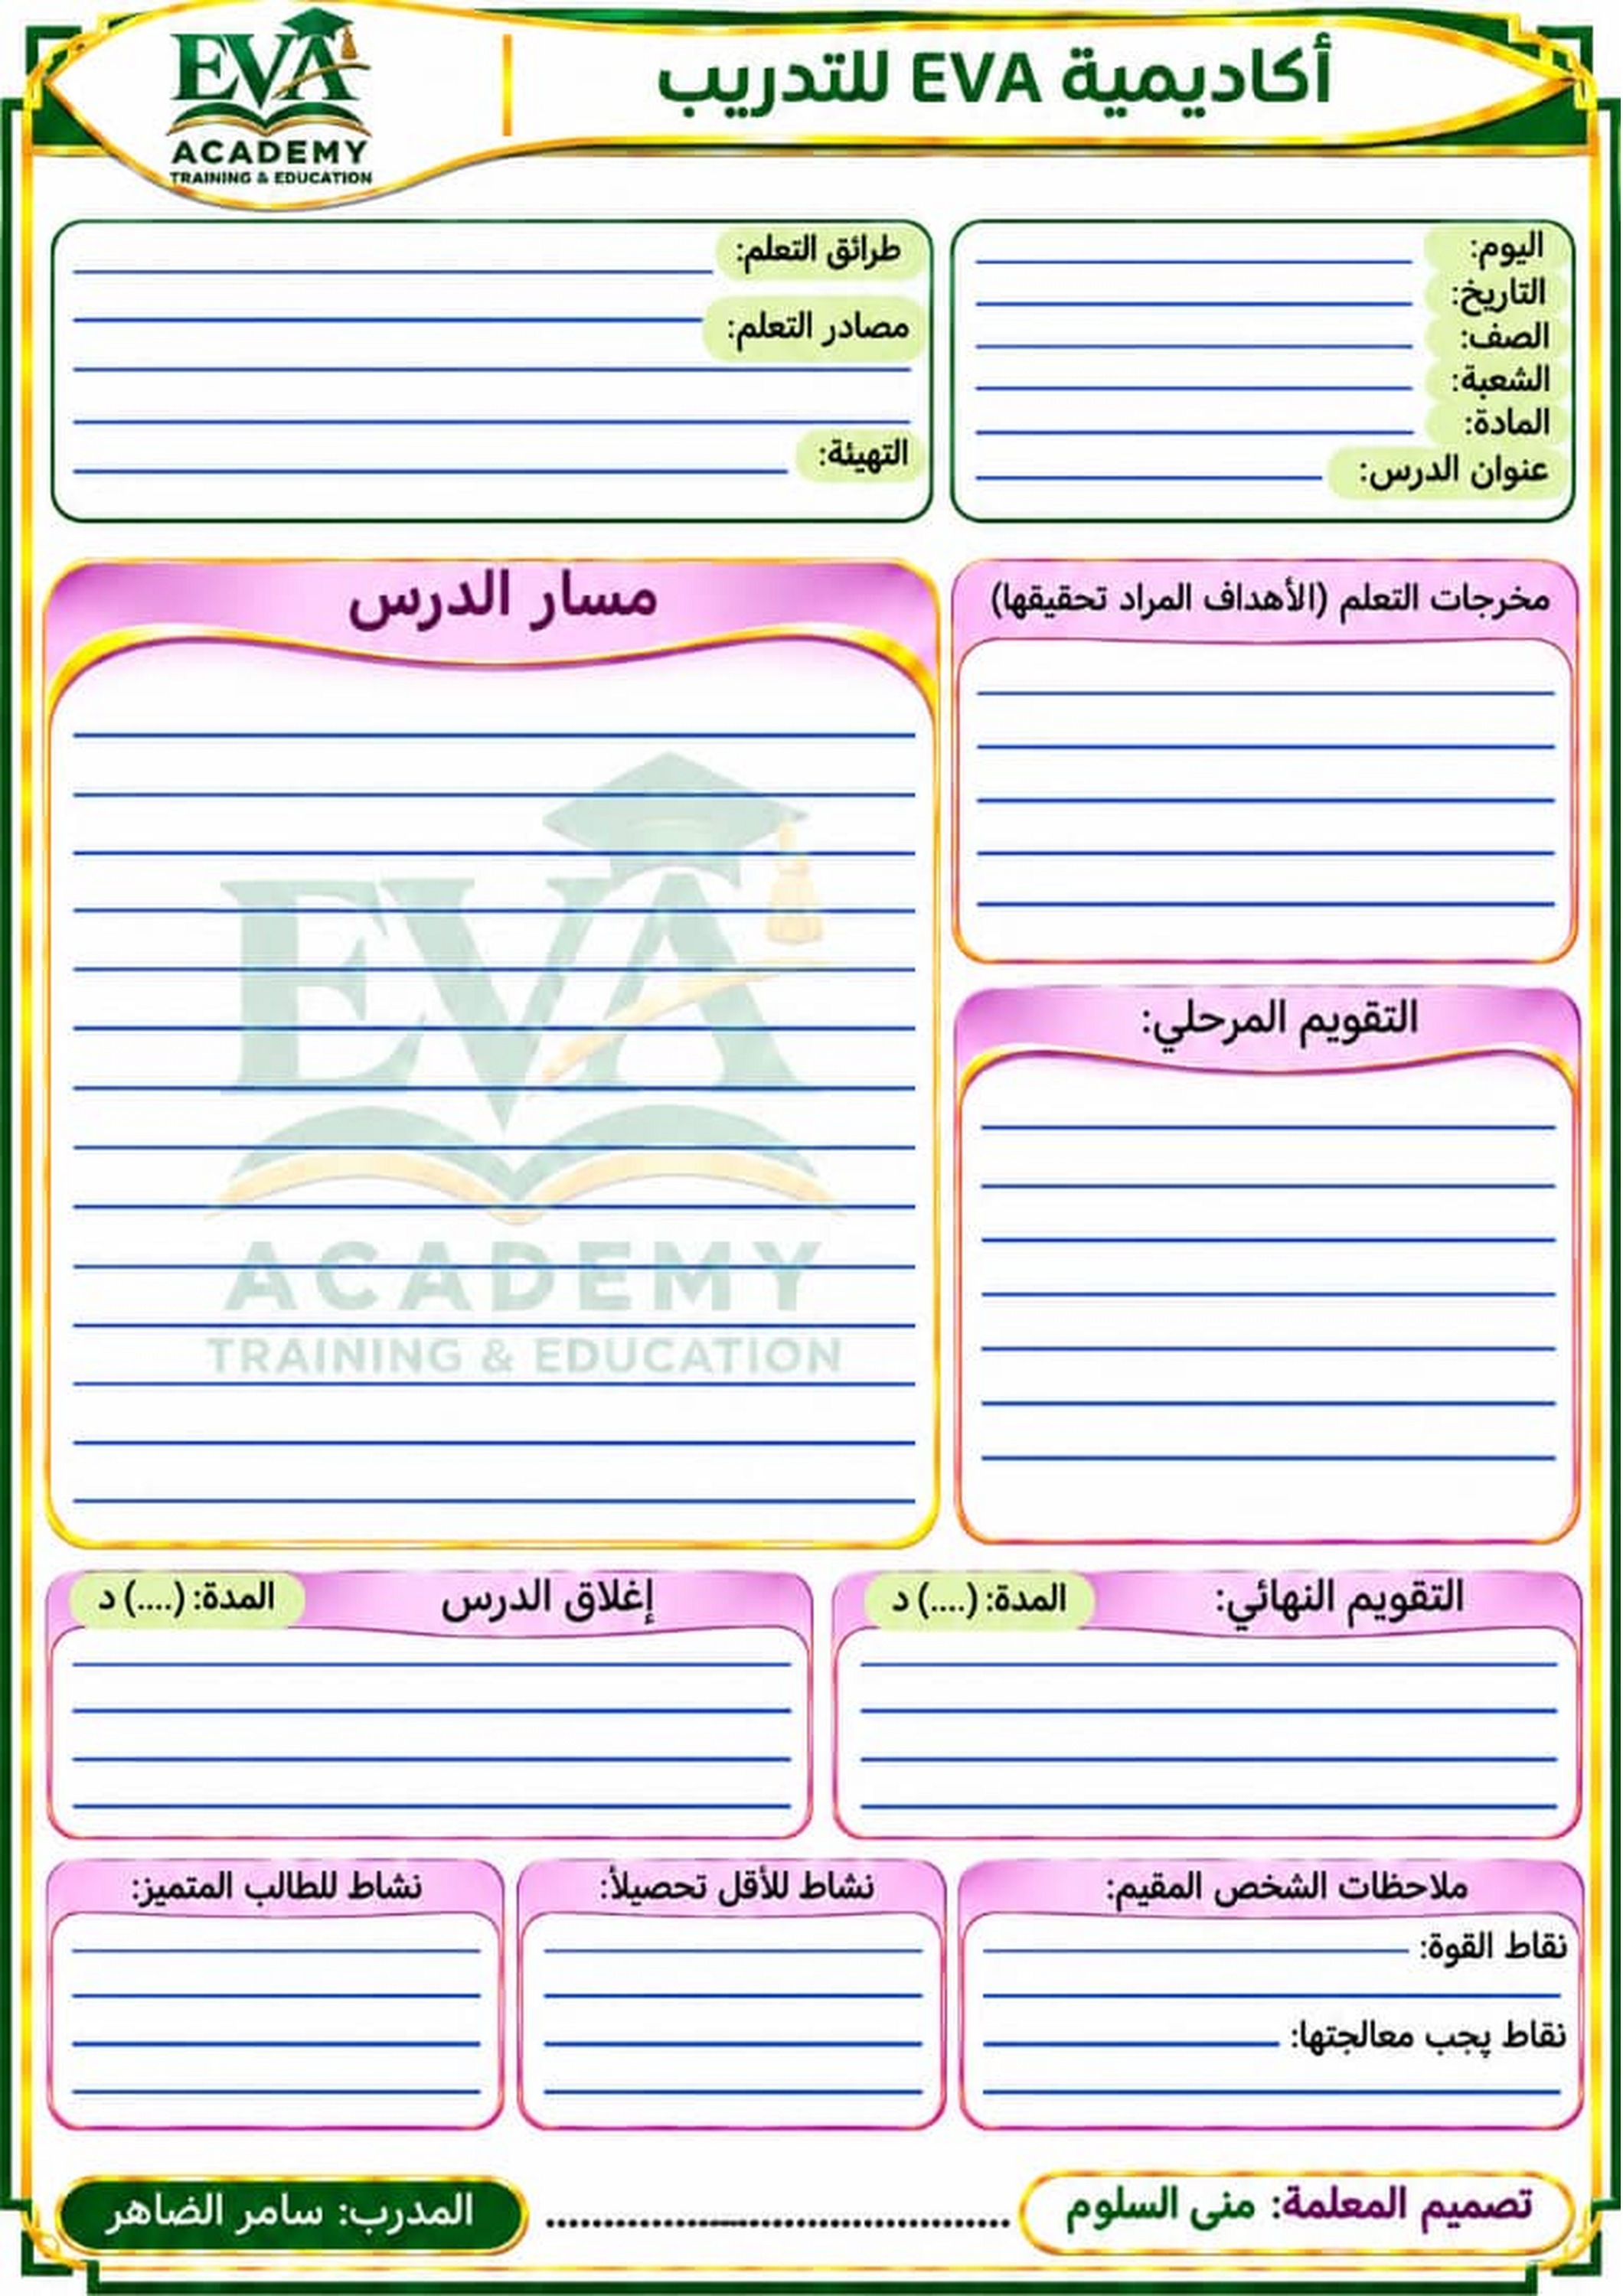 EVA
ACADEMY
TRAINING & EDUCATION
أكاديمية EVA للتدريب
اليوم:
التاريخ:
الصف:
الشعبة:
المادة:
عنوان الدرس:
طرائق التعلم:
مصادر التعلم:
التهيئة:
مخرجات التعلم (الأهداف المراد تحقيقها)
مسار الدرس
EVA
ACADEMY
TRAINING & EDUCATION
التقويم المرحلي:
التقويم النهائي: المدة: (....) د
إغلاق الدرس المدة: (....) د
ملاحظات الشخص المقيم:
نقاط القوة:
نقاط يجب معالجتها:
نشاط للأقل تحصيلاً:
نشاط للطالب المتميز:
تصميم المعلمة: منى السلوم
المدرب: سامر الضاهر